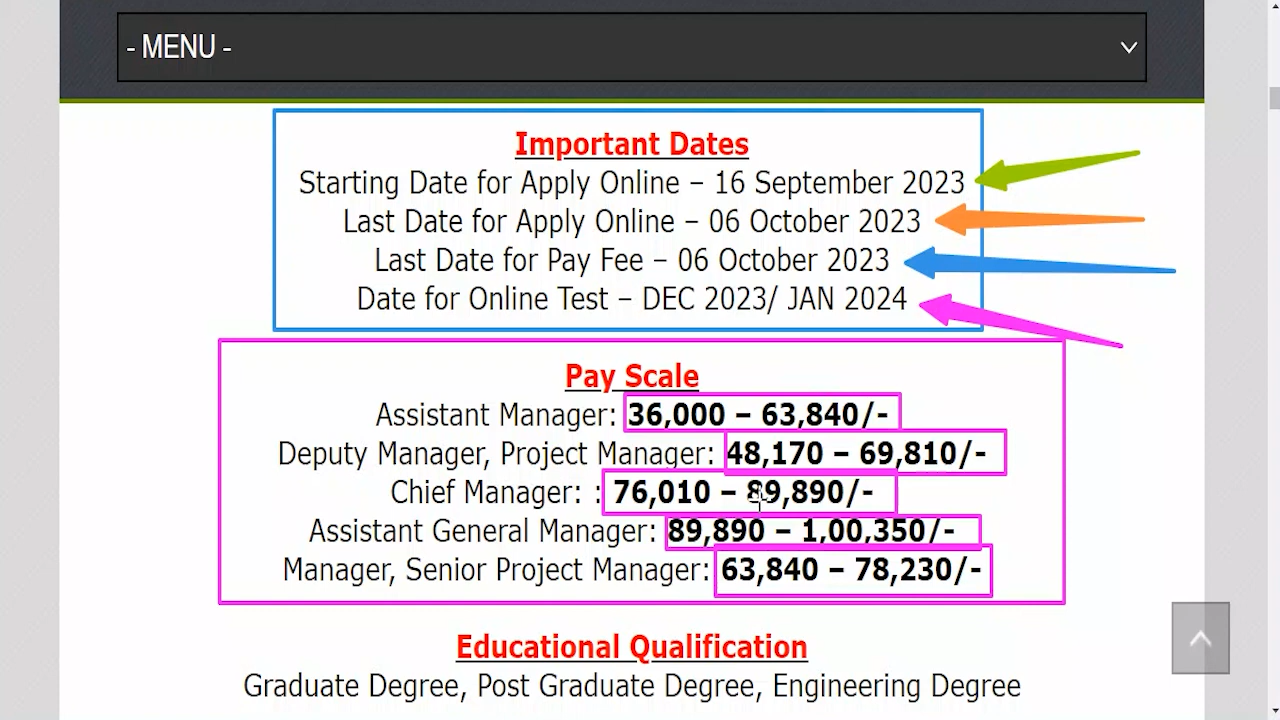 - MENU -
Important Dates
Starting Date for Apply Online – 16 September 2023
Last Date for Apply Online – 06 October 2023
Last Date for Pay Fee – 06 October 2023
Date for Online Test – DEC 2023/ JAN 2024
Pay Scale
Assistant Manager: 36,000 – 63,840/-
Deputy Manager, Project Manager: 48,170 – 69,810/-
Chief Manager: : 76,010 – 89,890/-
Assistant General Manager: 89,890 – 1,00,350/-
Manager, Senior Project Manager: 63,840 – 78,230/-
Educational Qualification
Graduate Degree, Post Graduate Degree, Engineering Degree